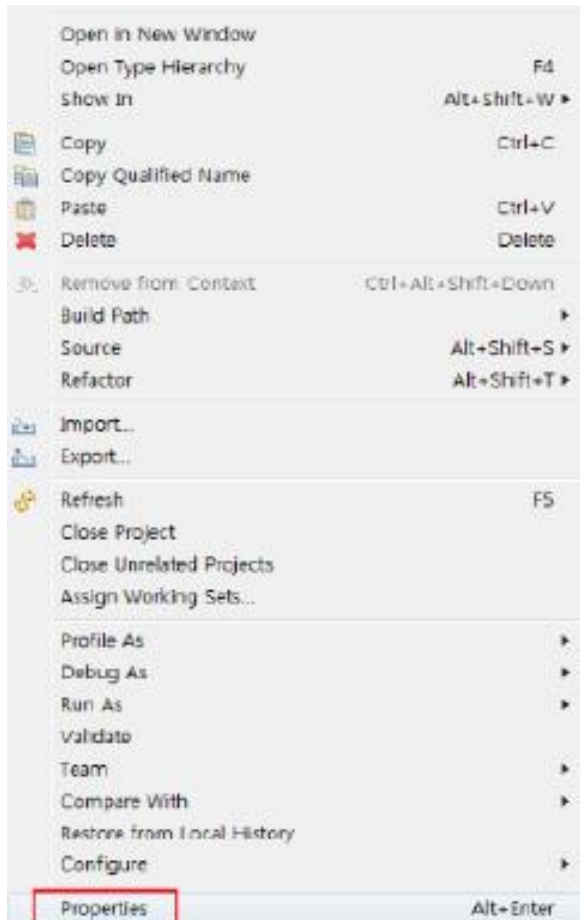 Open in New Window
Open Type Hierarchy F4
Show In Alt+Shift+W
Copy Ctrl+C
Copy Qualified Name
Paste Ctrl+V
Delete Delete
Remove from Context Ctrl+Alt+Shift+Down
Build Path
Source Alt+Shift+S
Refactor Alt+Shift+T
Import...
Export...
Refresh F5
Close Project
Close Unrelated Projects
Assign Working Sets...
Profile As
Debug As
Run As
Validate
Team
Compare With
Restore from Local History
Configure
Properties Alt+Enter